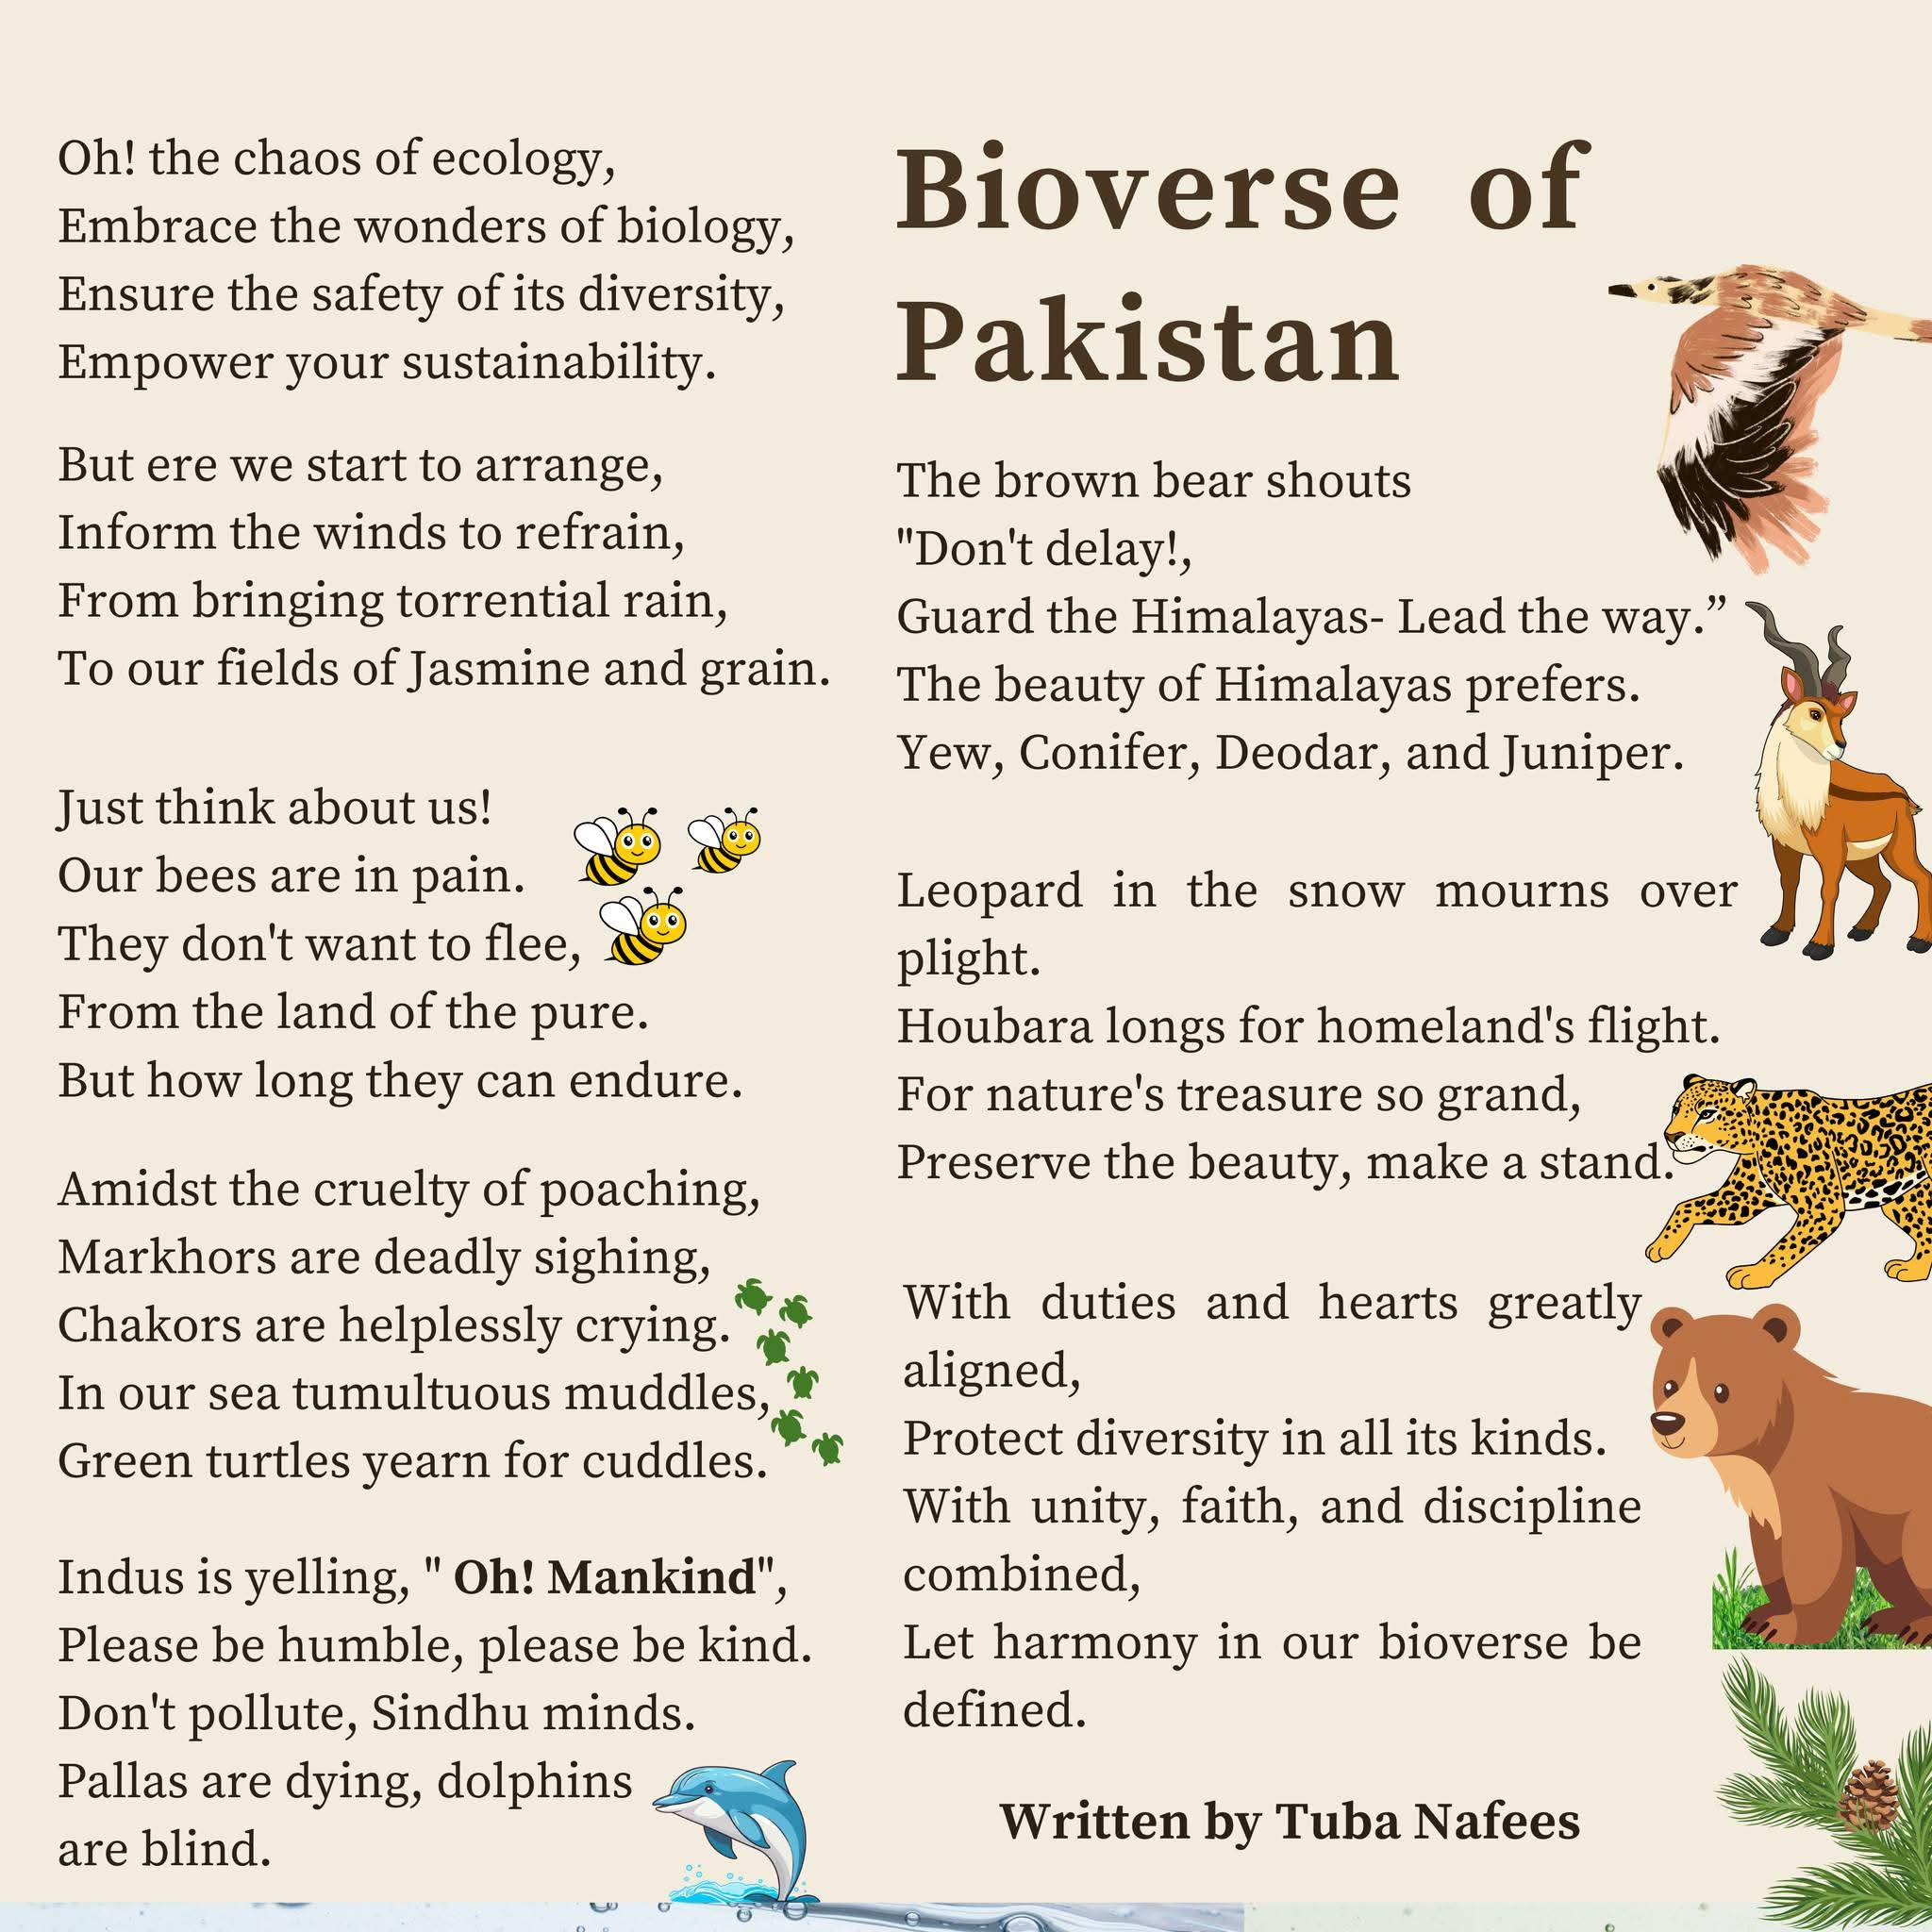 Bioverse of
Pakistan
Oh! the chaos of ecology,
Embrace the wonders of biology,
Ensure the safety of its diversity,
Empower your sustainability.
But ere we start to arrange,
Inform the winds to refrain,
From bringing torrential rain,
To our fields of Jasmine and grain.
Just think about us!
Our bees are in pain.
They don't want to flee,
From the land of the pure.
But how long they can endure.
Amidst the cruelty of poaching,
Markhors are deadly sighing,
Chakors are helplessly crying.
In our sea tumultuous muddles,
Green turtles yearn for cuddles.
Indus is yelling, " Oh! Mankind",
Please be humble, please be kind.
Don't pollute, Sindhu minds.
Pallas are dying, dolphins
are blind.
The brown bear shouts
"Don't delay!,
Guard the Himalayas- Lead the way.”
The beauty of Himalayas prefers.
Yew, Conifer, Deodar, and Juniper.
Leopard in the snow mourns over
plight.
Houbara longs for homeland's flight.
For nature's treasure so grand,
Preserve the beauty, make a stand.
With duties and hearts greatly
aligned,
Protect diversity in all its kinds.
With unity, faith, and discipline
combined,
Let harmony in our bioverse be
defined.
Written by Tuba Nafees